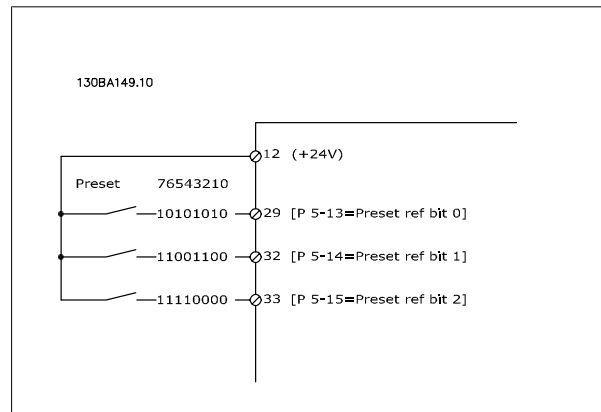 130BA149.10
12 (+24V)
Preset 76543210
10101010 29 [P 5-13=Preset ref bit 0]
11001100 32 [P 5-14=Preset ref bit 1]
11110000 33 [P 5-15=Preset ref bit 2]